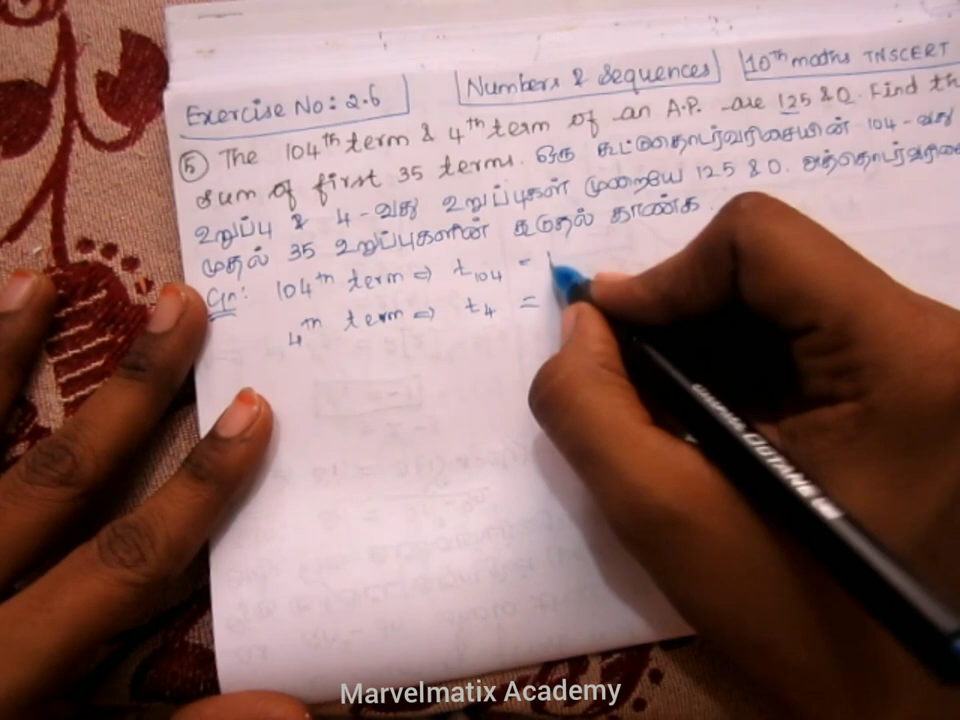 Exercise No: 2.6
Numbers & Sequences
10th maths TNSCERT
⑤ The 104th term & 4th term of an A.P. are 125 & 0. Find th
sum of first 35 terms. ஒரு கூட்டுதொடர்வரிசையின் 104-வது
உறுப்பு & 4-வது உறுப்புகள் முறையே 125 & 0. அத்தொடர்வரிசை
முதல் 35 உறுப்புகளின் கூடுதல் காண்க.
Gn: 104th term ⇒ t104 =
4th term ⇒ t4 =
Marvelmatix Academy